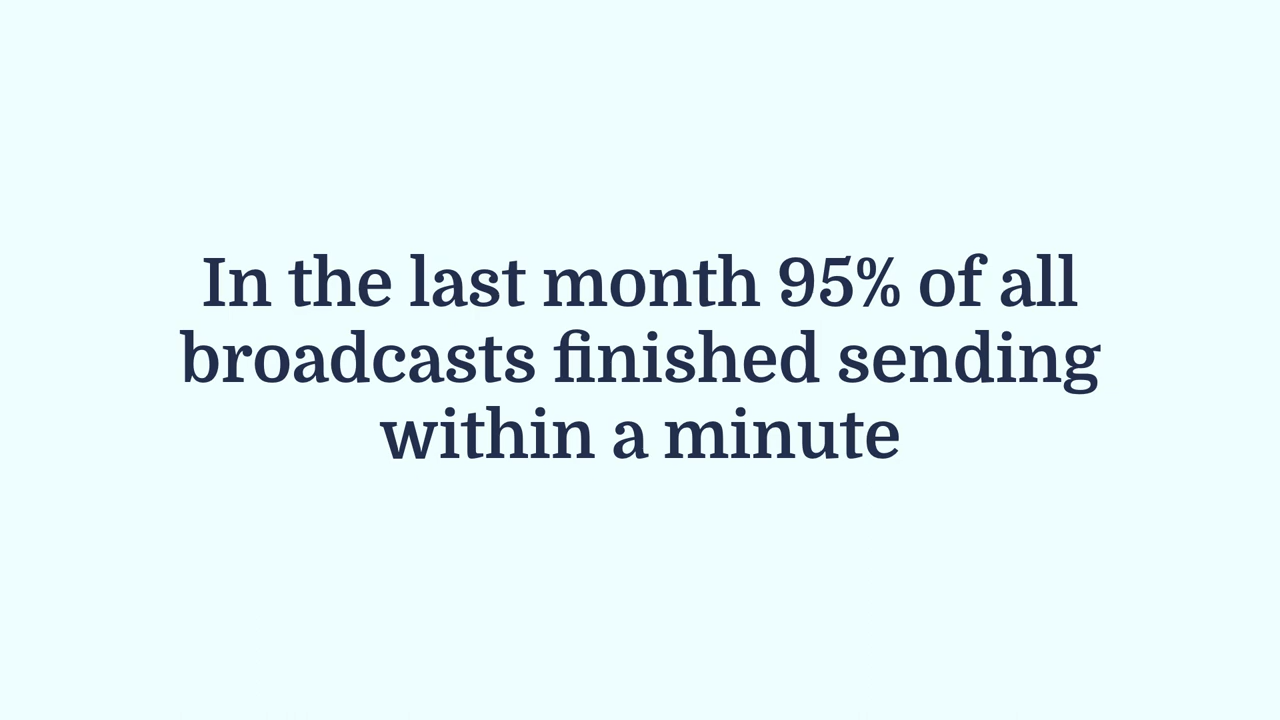 In the last month 95% of all
broadcasts finished sending
within a minute